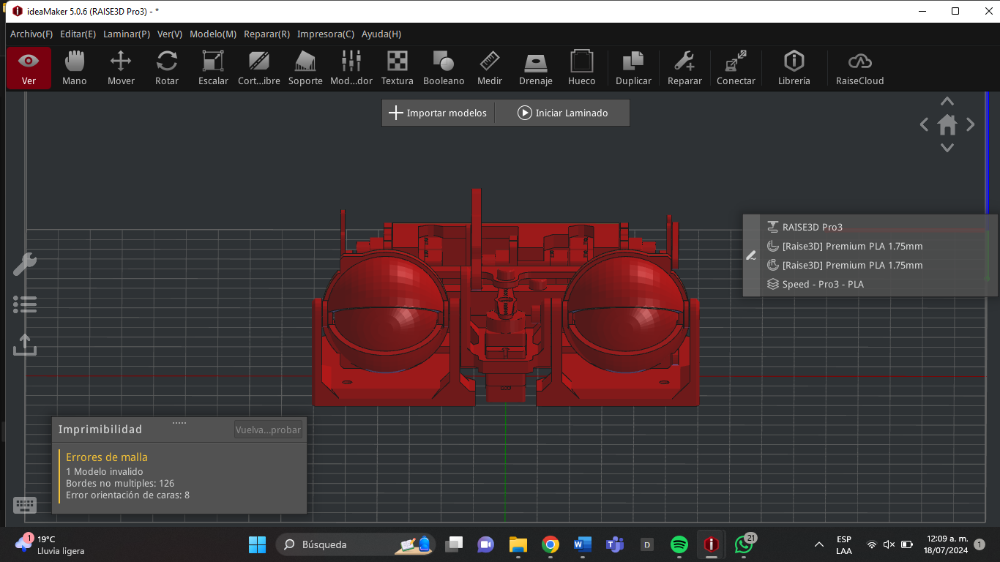 ideaMaker 5.0.6 (RAISE3D Pro3) - *
Archivo(F) Editar(E) Laminar(P) Ver(V) Modelo(M) Reparar(R) Impresora(C) Ayuda(H)
Ver Mano Mover Rotar Escalar Cort...ibre Soporte Mod...dor Textura Booleano Medir Drenaje Hueco Duplicar Reparar Conectar Librería RaiseCloud
Importar modelos Iniciar Laminado
RAISE3D Pro3
[Raise3D] Premium PLA 1.75mm
[Raise3D] Premium PLA 1.75mm
Speed - Pro3 - PLA
Imprimibilidad Vuelva...probar
Errores de malla
1 Modelo invalido
Bordes no multiples: 126
Error orientación de caras: 8
1 19°C
Lluvia ligera
Búsqueda
21
ESP
LAA
12:09 a. m.
18/07/2024
1